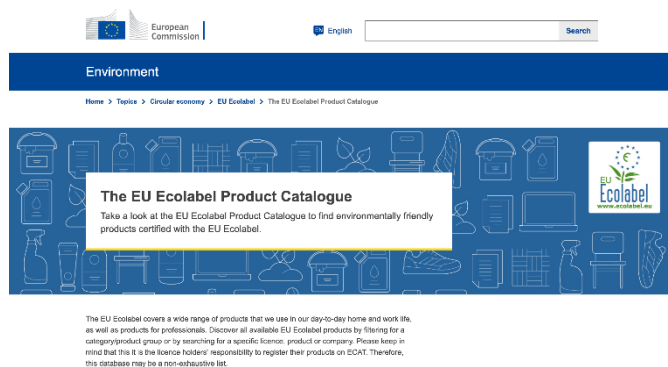 European
Commission
EN English
Search
Environment
Home > Topics > Circular economy > EU Ecolabel > The EU Ecolabel Product Catalogue
The EU Ecolabel Product Catalogue
Take a look at the EU Ecolabel Product Catalogue to find environmentally friendly
products certified with the EU Ecolabel.
EU
Ecolabel
www.ecolabel.eu
The EU Ecolabel covers a wide range of products that we use in our day-to-day home and work life,
as well as products for professionals. Discover all available EU Ecolabel products by filtering for a
category/product group or by searching for a specific licence, product or company. Please keep in
mind that this it is the licence holders' responsibility to register their products on ECAT. Therefore,
this database may be a non-exhaustive list.